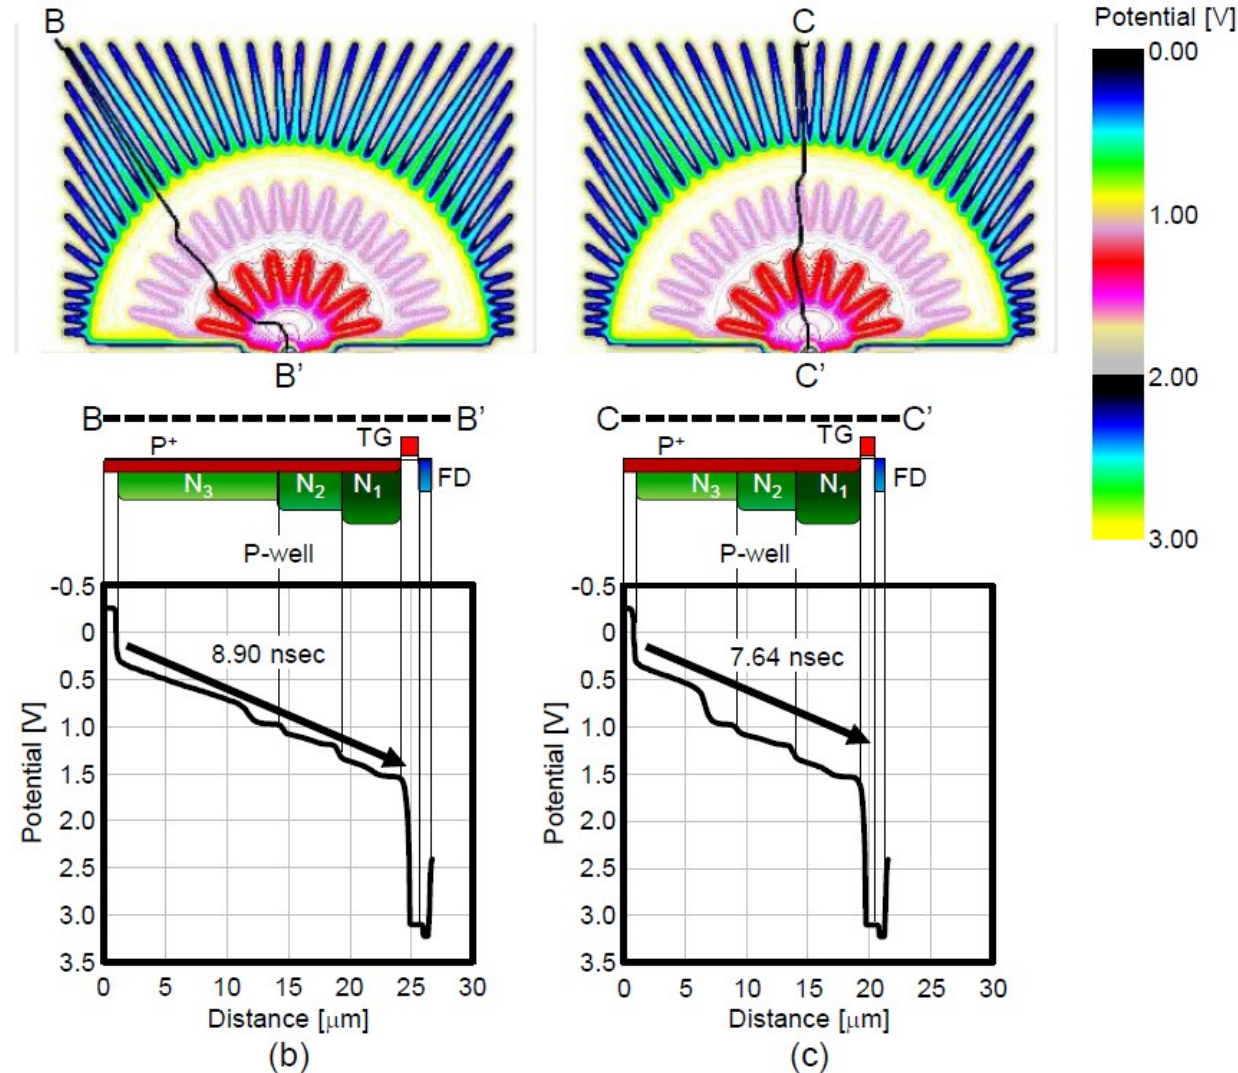 B
C
Potential [V]
0.00
1.00
2.00
3.00
B'
C'
B B'
TG
P+
N3 N2 N1
FD
P-well
C C'
TG
P+
N3 N2 N1
FD
P-well
-0.5
0
0.5
1.0
1.5
2.0
2.5
3.0
3.5
Potential [V]
8.90 nsec
0 5 10 15 20 25 30
Distance [μm]
(b)
-0.5
0
0.5
1.0
1.5
2.0
2.5
3.0
3.5
Potential [V]
7.64 nsec
0 5 10 15 20 25 30
Distance [μm]
(c)